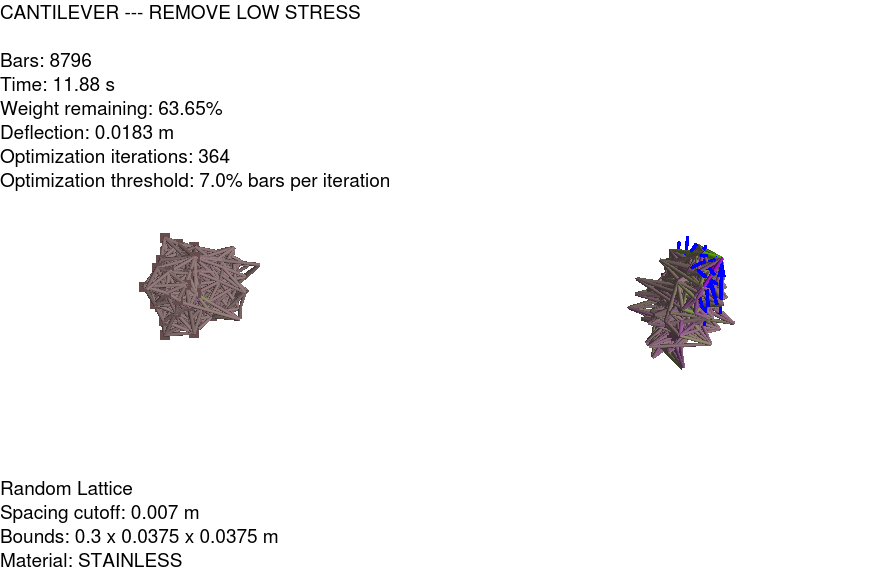 CANTILEVER --- REMOVE LOW STRESS
Bars: 8796
Time: 11.88 s
Weight remaining: 63.65%
Deflection: 0.0183 m
Optimization iterations: 364
Optimization threshold: 7.0% bars per iteration
Random Lattice
Spacing cutoff: 0.007 m
Bounds: 0.3 x 0.0375 x 0.0375 m
Material: STAINLESS